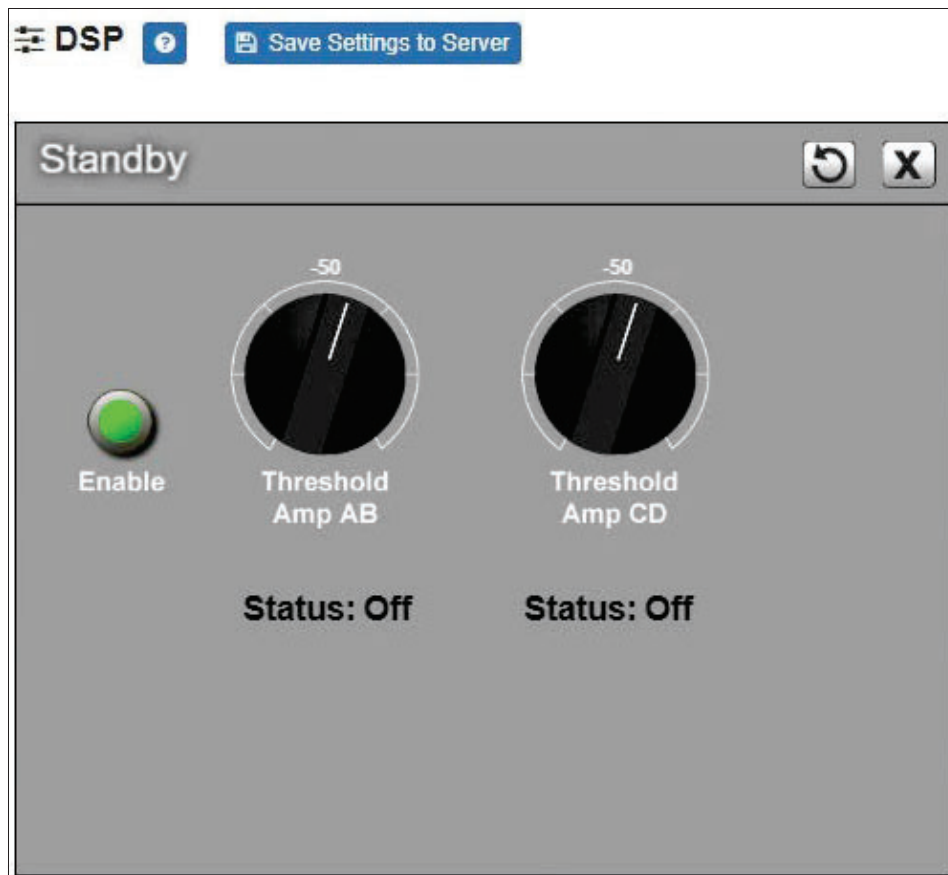 DSP ? Save Settings to Server
Standby X
-50 -50
Enable
Threshold Threshold
Amp AB Amp CD
Status: Off Status: Off